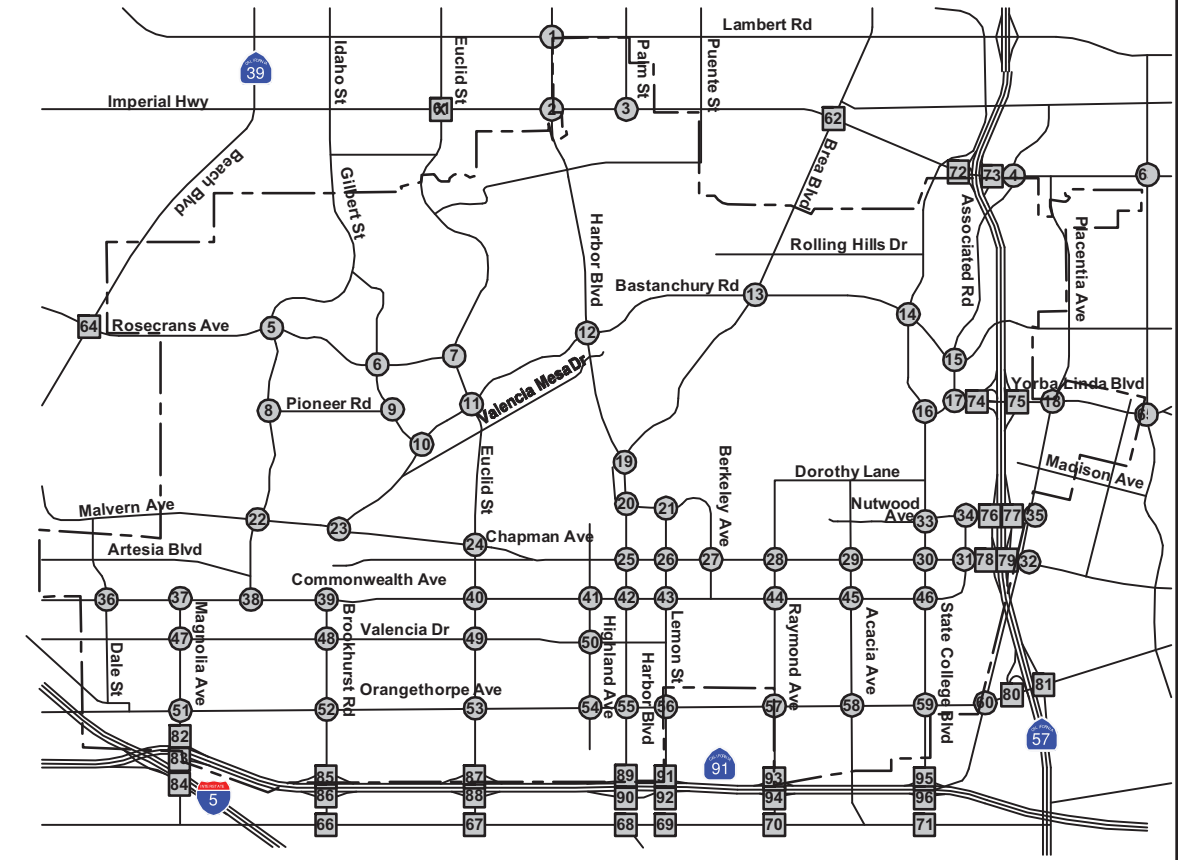 Lambert Rd
1
Idaho St
Euclid St
Palm St
Puente St
CALIFORNIA
39
Imperial Hwy
2
3
62
Beach Blvd
Gilbert St
Brea Blvd
72
73
4
Harbor Blvd
Associated Rd
Placentia Ave
Rolling Hills Dr
Bastanchury Rd
13
14
64
Rosecrans Ave
5
12
6
7
15
Valencia Mesa Dr
Yorba Linda Blvd
8
Pioneer Rd
9
11
16
17
74
75
18
10
19
Euclid St
Berkeley Ave
Dorothy Lane
Madison Ave
Malvern Ave
22
23
20
21
Nutwood
Ave
33
34
76
77
35
Artesia Blvd
24
Chapman Ave
25
26
27
28
29
30
31
78
79
32
Commonwealth Ave
36
37
38
39
40
41
42
43
44
45
46
Dale St
Magnolia Ave
Brookhurst Rd
Highland Ave
Harbor Blvd
Lemon St
Raymond Ave
Acacia Ave
State College Blvd
47
48
Valencia Dr
49
50
Orangethorpe Ave
51
52
53
54
55
56
57
58
59
60
80
81
82
83
84
INTERSTATE
5
CALIFORNIA
91
CALIFORNIA
57
85
87
89
91
93
95
86
88
90
92
94
96
66
67
68
69
70
71